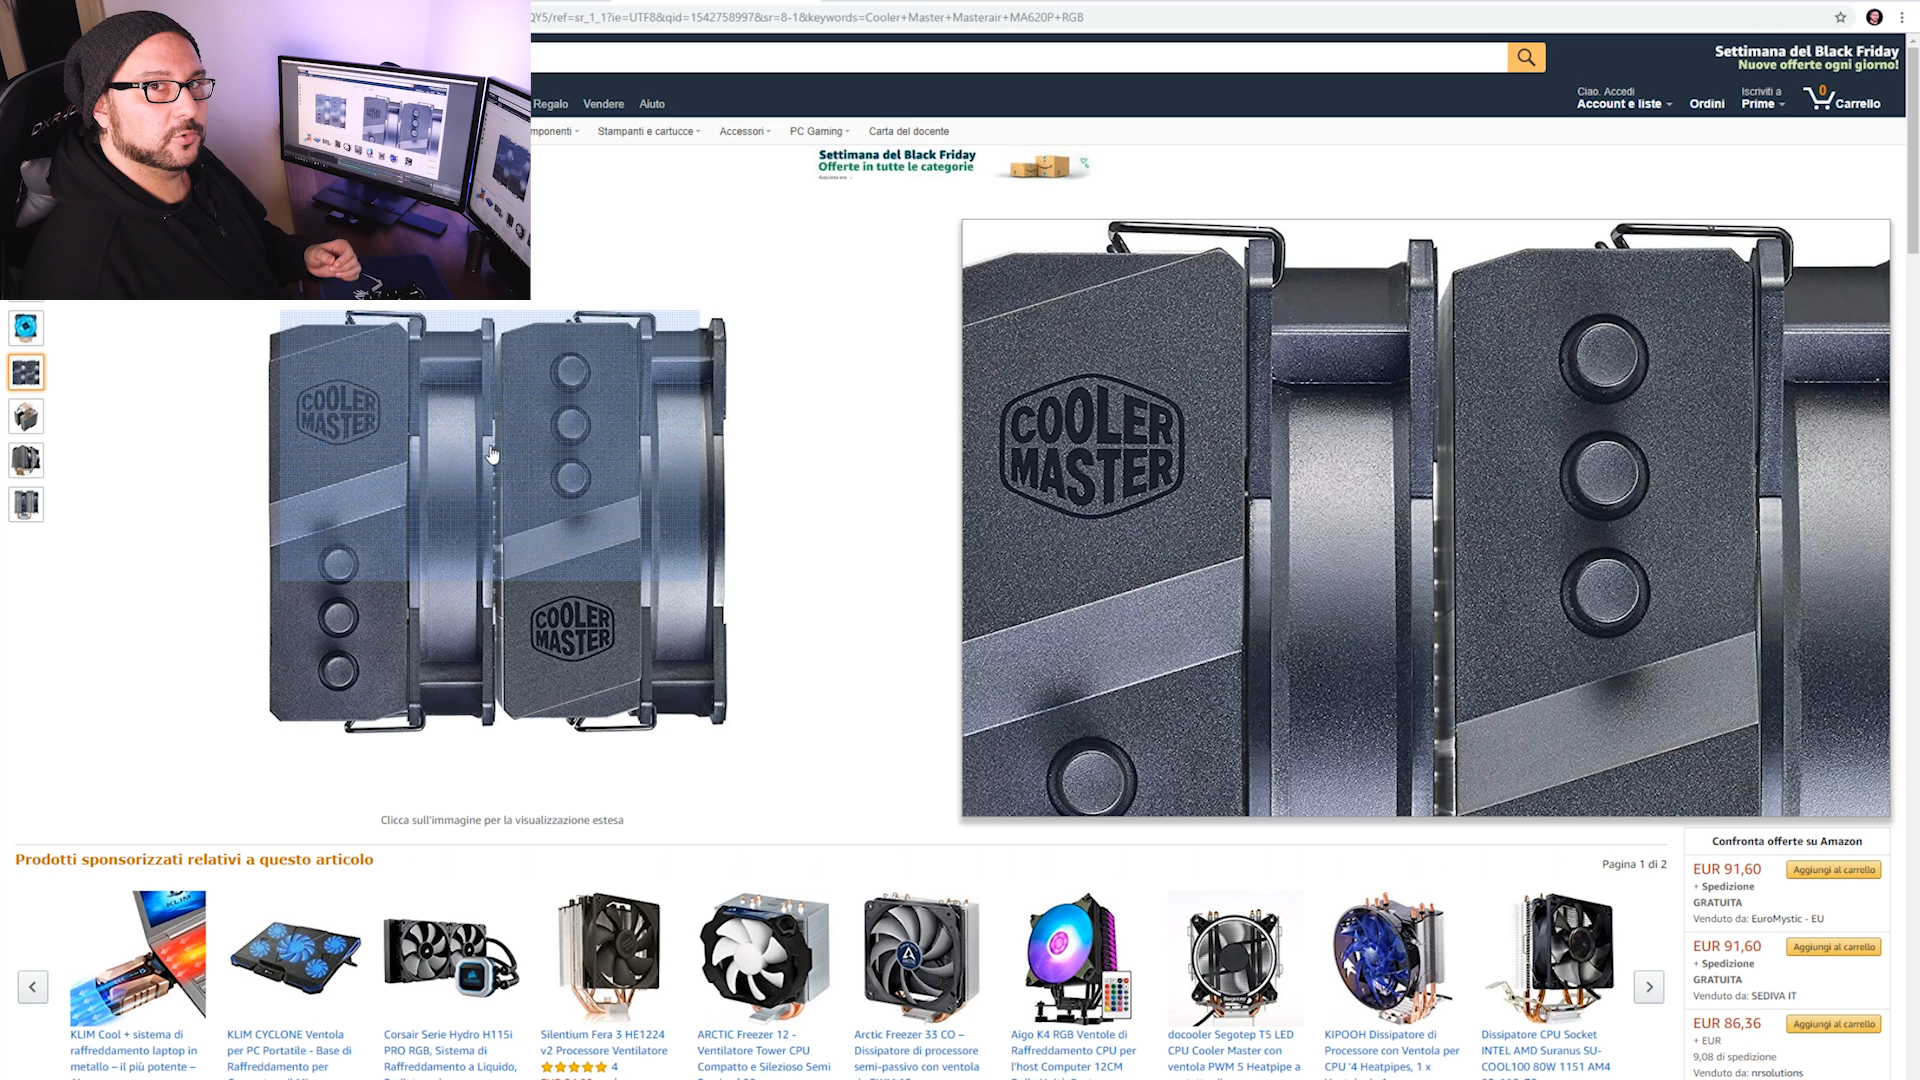 QY5/ref=sr_1_1?ie=UTF8&qid=1542758997&sr=8-1&keywords=Cooler+Master+Masterair+MA620P+RGB
Settimana del Black Friday
Nuove offerte ogni giorno!
Regalo
Vendere
Aiuto
Ciao. Accedi
Account e liste
Ordini
Iscriviti a
Prime
0
Carrello
mponenti
Stampanti e cartucce
Accessori
PC Gaming
Carta del docente
Settimana del Black Friday
Offerte in tutte le categorie
COOLER
MASTER
COOLER
MASTER
COOLER
MASTER
Clicca sull'immagine per la visualizzazione estesa
Prodotti sponsorizzati relativi a questo articolo
Pagina 1 di 2
KLIM Cool + sistema di
raffreddamento laptop in
metallo – il più potente –
KLIM CYCLONE Ventola
per PC Portatile - Base di
Raffreddamento per
Corsair Serie Hydro H115i
PRO RGB, Sistema di
Raffreddamento a Liquido,
Silentium Fera 3 HE1224
v2 Processore Ventilatore
4
ARCTIC Freezer 12 -
Ventilatore Tower CPU
Compatto e Silezioso Semi
Arctic Freezer 33 CO –
Dissipatore di processore
semi-passivo con ventola
Aigo K4 RGB Ventole di
Raffreddamento CPU per
l'host Computer 12CM
docooler Segotep T5 LED
CPU Cooler Master con
ventola PWM 5 Heatpipe a
KIPOOH Dissipatore di
Processore con Ventola per
CPU '4 Heatpipes, 1 x
Dissipatore CPU Socket
INTEL AMD Suranus SU-
COOL100 80W 1151 AM4
Confronta offerte su Amazon
EUR 91,60
Aggiungi al carrello
+ Spedizione
GRATUITA
Venduto da: EuroMystic - EU
EUR 91,60
Aggiungi al carrello
+ Spedizione
GRATUITA
Venduto da: SEDIVA IT
EUR 86,36
Aggiungi al carrello
+ EUR
9,08 di spedizione
Venduto da: nrsolutions